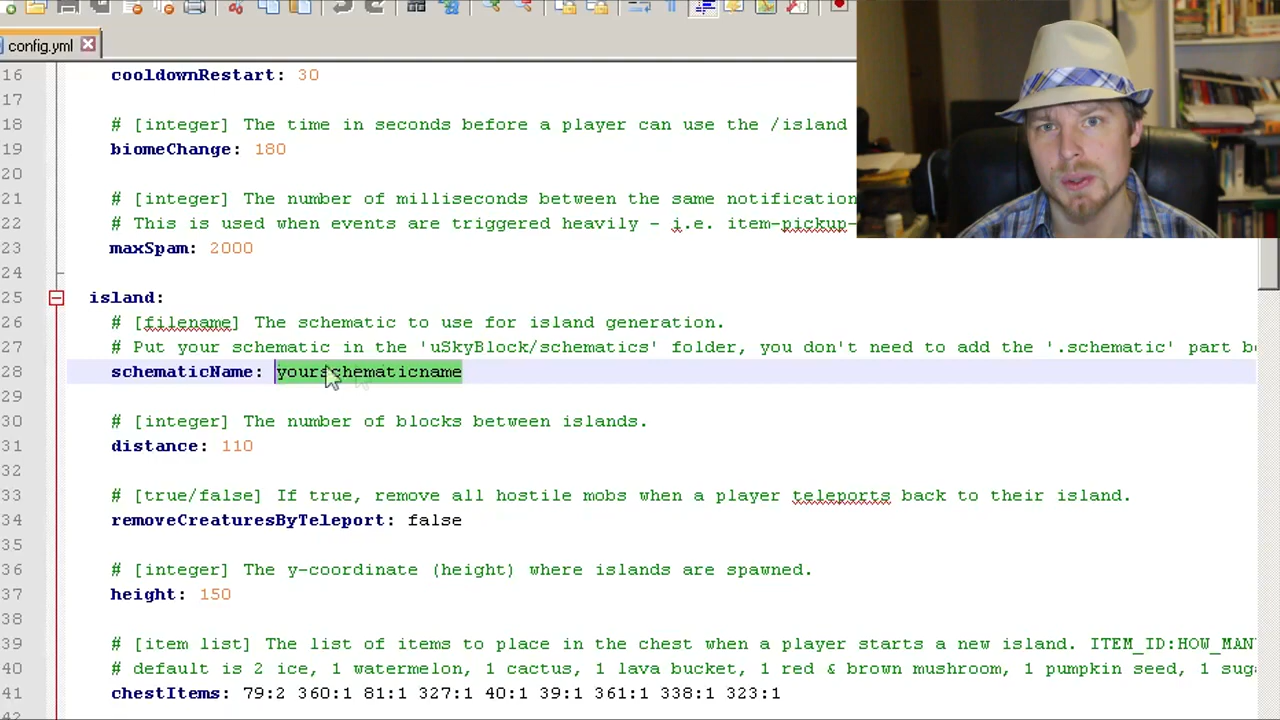 config.yml
16 cooldownRestart: 30
17
18 # [integer] The time in seconds before a player can use the /island
19 biomeChange: 180
20
21 # [integer] The number of milliseconds between the same notification
22 # This is used when events are triggered heavily - i.e. item-pickup-
23 maxSpam: 2000
24
25 island:
26 # [filename] The schematic to use for island generation.
27 # Put your schematic in the 'uSkyBlock/schematics' folder, you don't need to add the '.schematic' part b
28 schematicName: yourschematicname
29
30 # [integer] The number of blocks between islands.
31 distance: 110
32
33 # [true/false] If true, remove all hostile mobs when a player teleports back to their island.
34 removeCreaturesByTeleport: false
35
36 # [integer] The y-coordinate (height) where islands are spawned.
37 height: 150
38
39 # [item list] The list of items to place in the chest when a player starts a new island. ITEM_ID:HOW_MAN
40 # default is 2 ice, 1 watermelon, 1 cactus, 1 lava bucket, 1 red & brown mushroom, 1 pumpkin seed, 1 sug
41 chestItems: 79:2 360:1 81:1 327:1 40:1 39:1 361:1 338:1 323:1
42